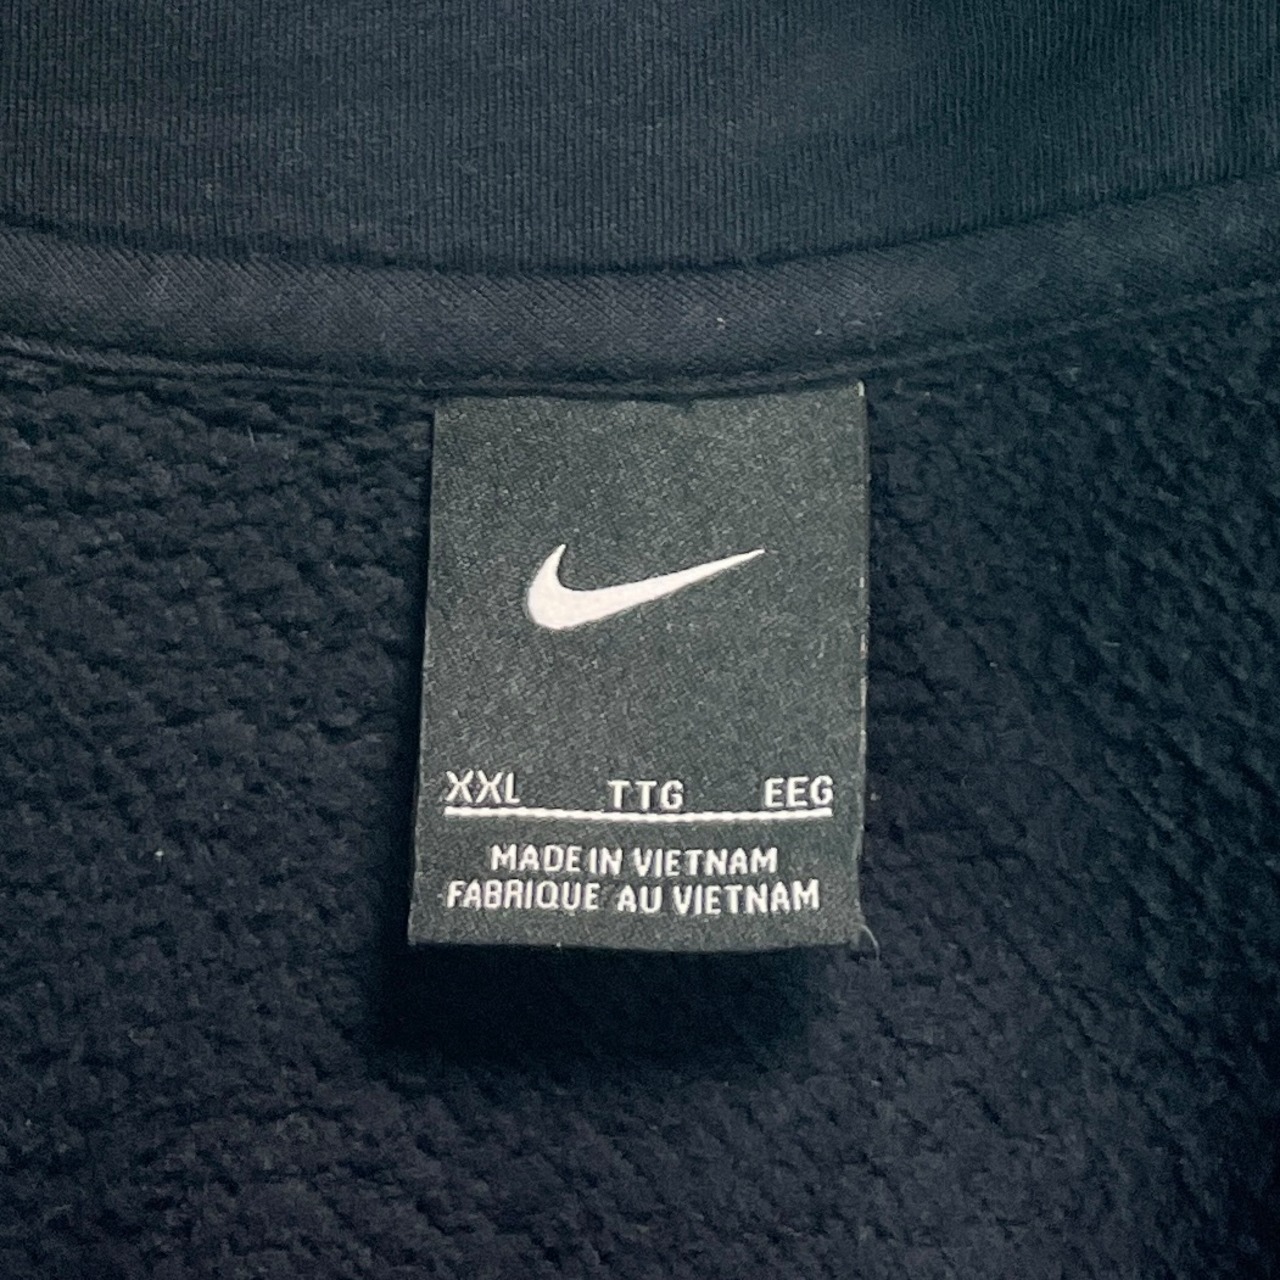 XXL TTG EEG
MADE IN VIETNAM
FABRIQUE AU VIETNAM